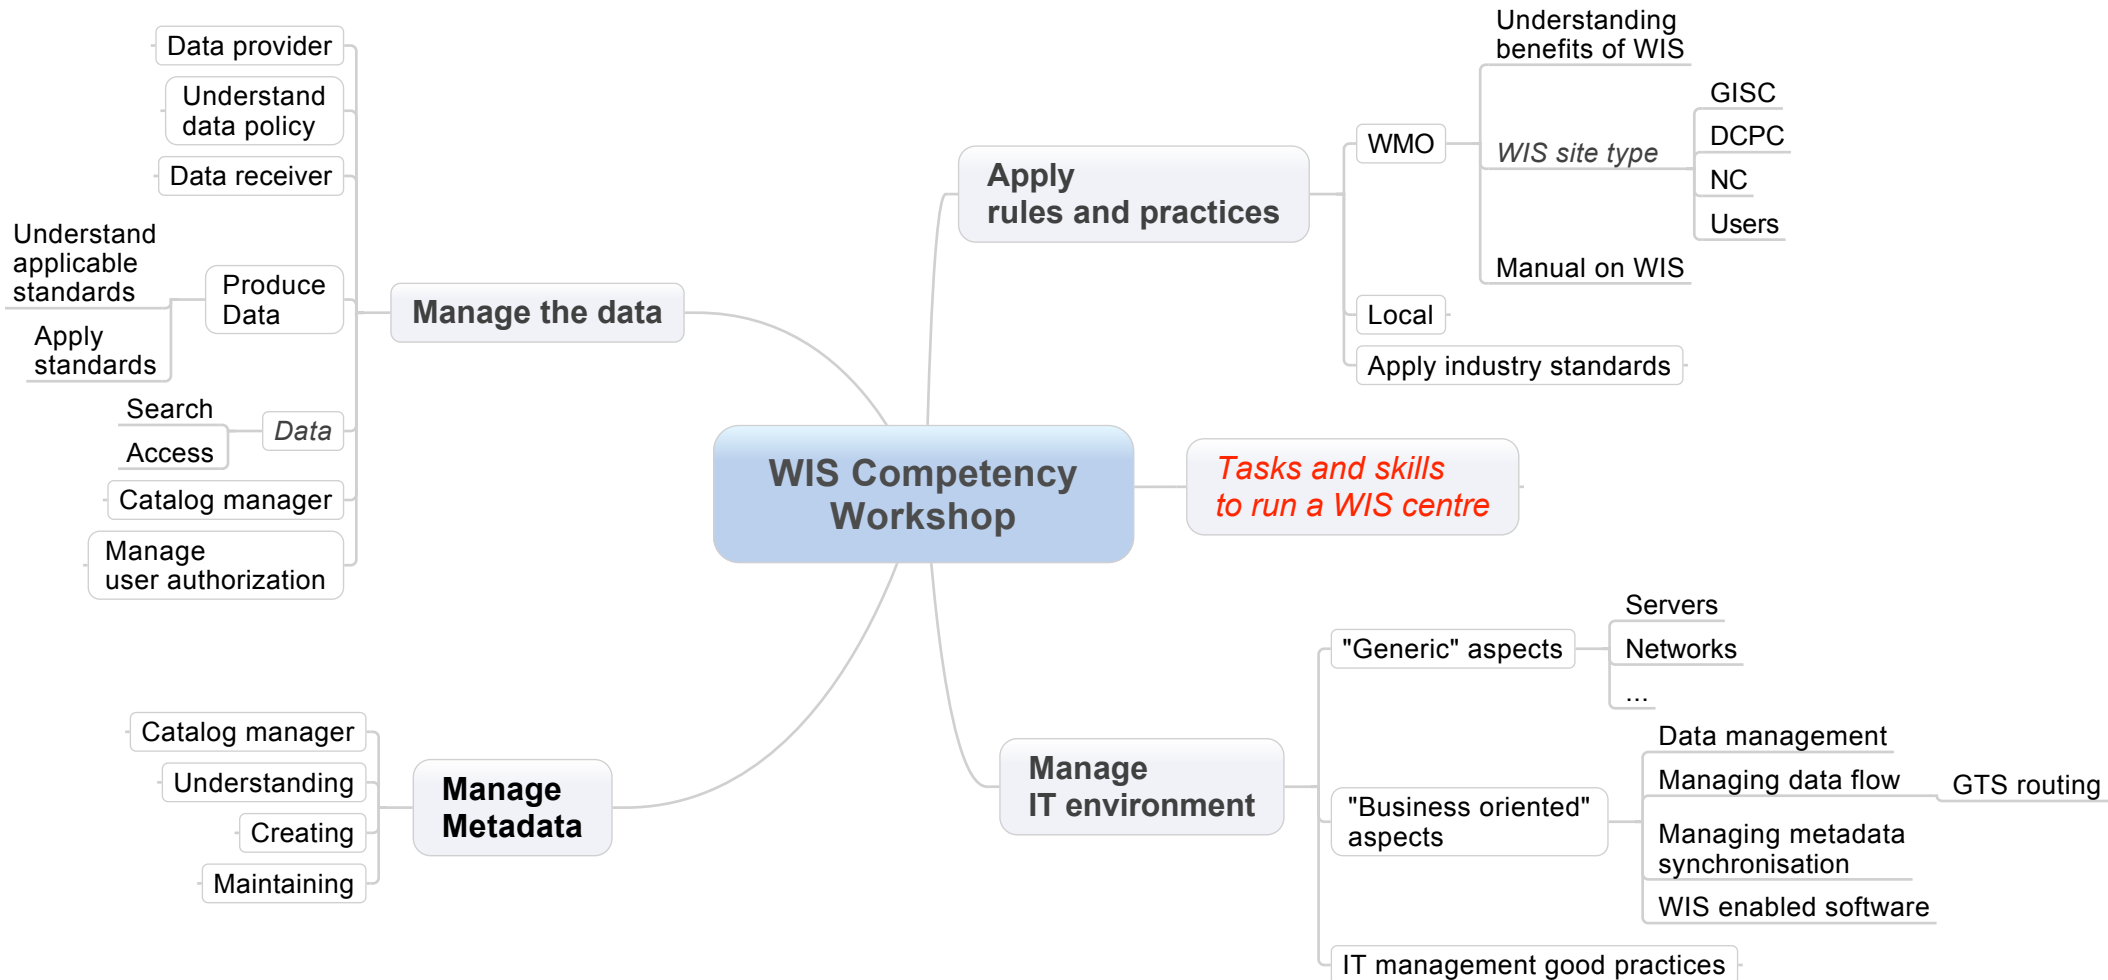 Data provider
Understand
data policy
Data receiver
Understand
applicable
standards
Apply
standards
Produce
Data
Search
Access
Data
Catalog manager
Manage
user authorization
Manage the data
Catalog manager
Understanding
Creating
Maintaining
Manage
Metadata
WIS Competency
Workshop
Apply
rules and practices
WMO
Understanding
benefits of WIS
WIS site type
GISC
DCPC
NC
Users
Manual on WIS
Local
Apply industry standards
Tasks and skills
to run a WIS centre
Manage
IT environment
"Generic" aspects
Servers
Networks
...
"Business oriented"
aspects
Data management
Managing data flow
GTS routing
Managing metadata
synchronisation
WIS enabled software
IT management good practices